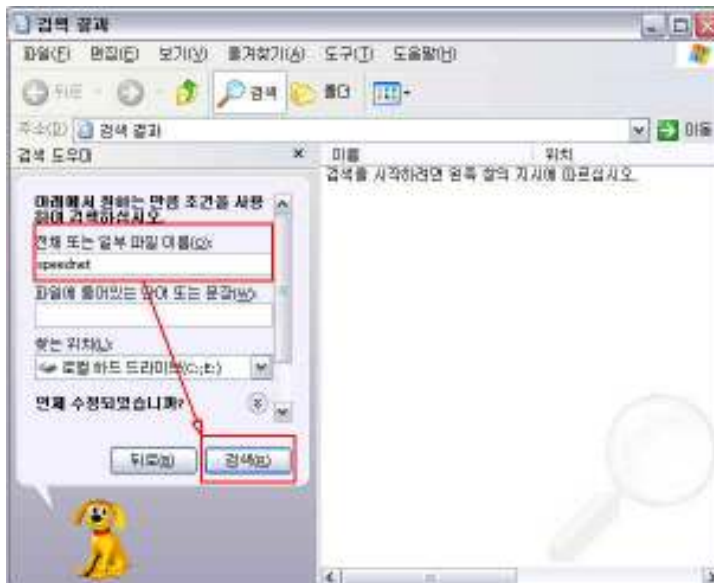 검색 결과
파일(F) 편집(E) 보기(V) 즐겨찾기(A) 도구(T) 도움말(H)
뒤로 검색 폴더
주소(D) 검색 결과 이동
검색 도우미
이름 위치
검색을 시작하려면 왼쪽 창의 지시에 따르십시오.
아래에서 원하는 만큼 조건을 사용
하여 검색하십시오.
전체 또는 일부 파일 이름(O):
speednet
파일에 들어있는 단어 또는 문장(W):
찾는 위치(L):
로컬 하드 드라이브(C:;E:)
언제 수정되었습니까?
뒤로(B) 검색(R)